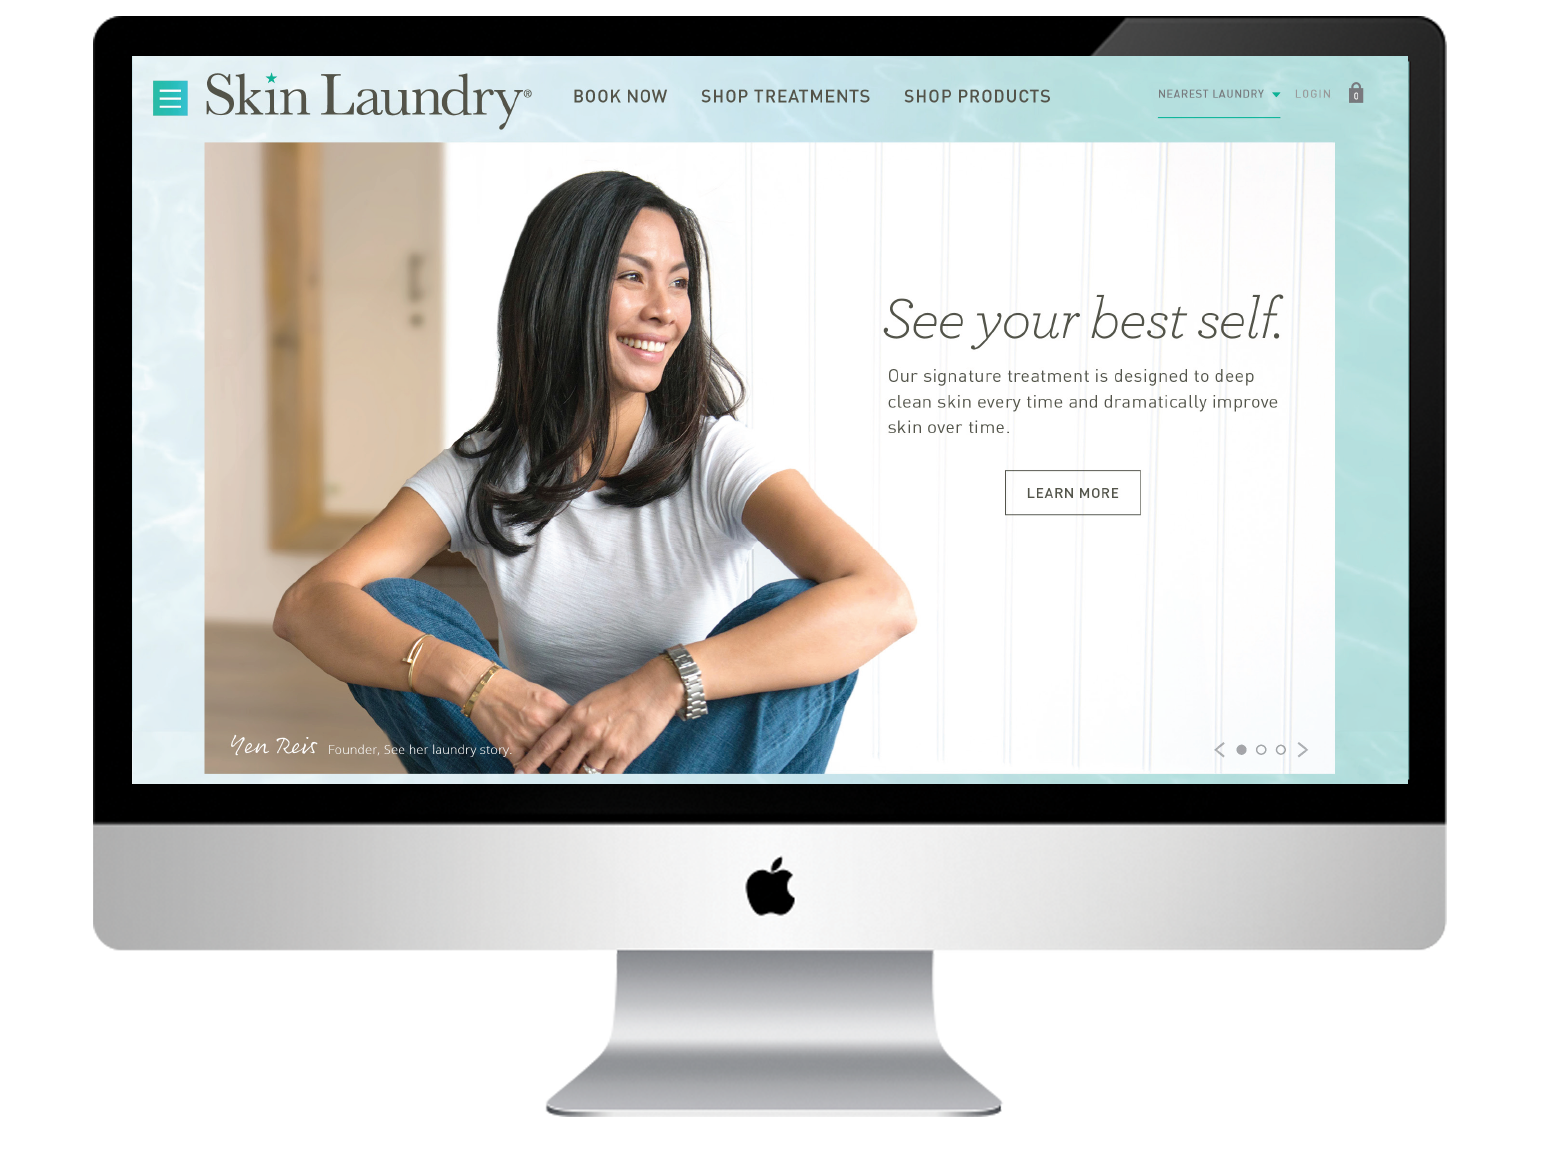 Skin Laundry®
BOOK NOW
SHOP TREATMENTS
SHOP PRODUCTS
NEAREST LAUNDRY
LOGIN
0
See your best self.
Our signature treatment is designed to deep
clean skin every time and dramatically improve
skin over time.
LEARN MORE
Yen Reis Founder, See her laundry story.